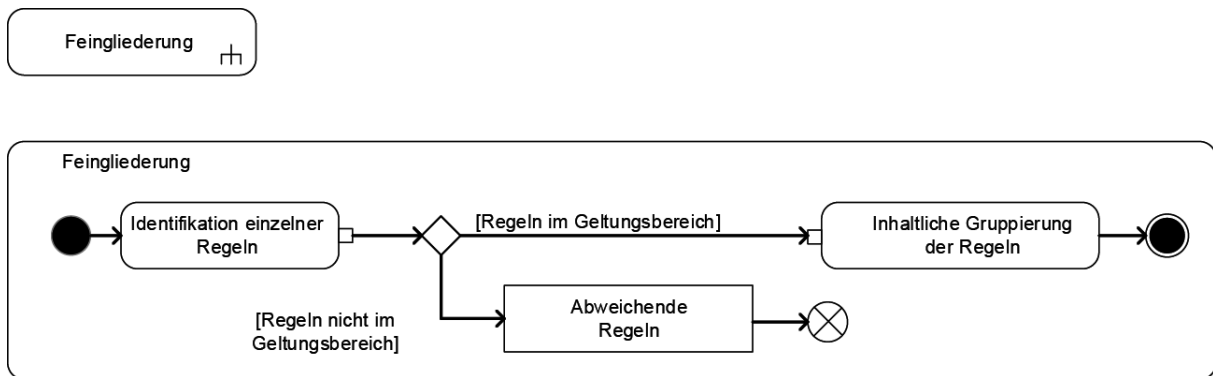 Feingliederung
Feingliederung
Identifikation einzelner
Regeln
[Regeln im Geltungsbereich]
Inhaltliche Gruppierung
der Regeln
[Regeln nicht im
Geltungsbereich]
Abweichende
Regeln